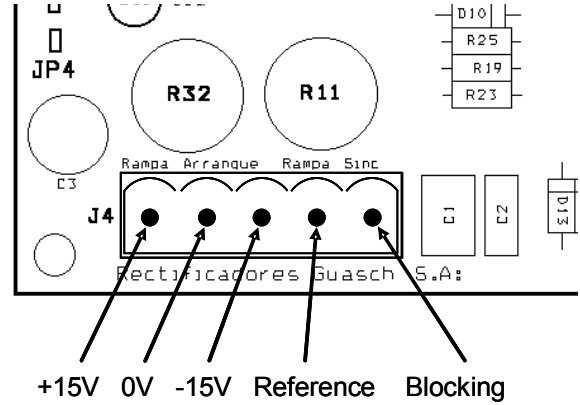 D10
R25
JP4
R19
R23
R32
R11
Rampa Arranque Rampa Sinc
C3
J4
C1
C2
D13
Rectificadores Guasch S.A:
+15V 0V -15V Reference Blocking